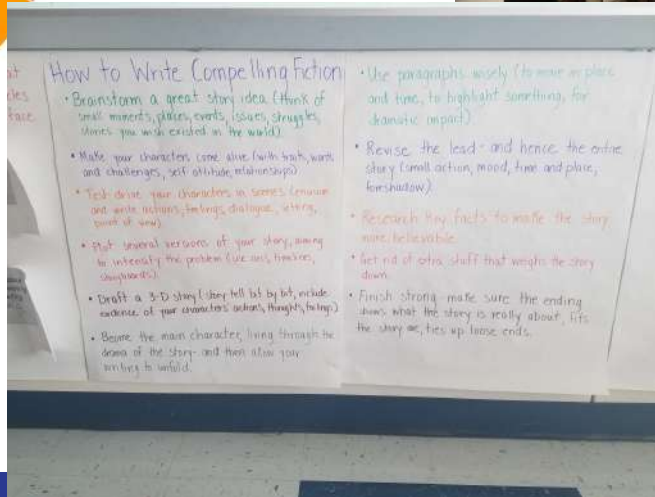 at
cles
face
How to Write Compelling Fiction
• Brainstorm a great story idea (think of
small moments, places, events, issues, struggles,
stories you wish existed in the world).
• Make your characters come alive (with traits, wants
and challenges, self attitude, relationships)
• Test drive your characters in scenes (envision
and write actions, feelings, dialogue, setting,
point of view)
• Plot several versions of your story, aiming
to intensify the problem (use arcs, timelines,
storyboards).
• Draft a 3-D story (story tell bit by bit, include
evidence of your characters' actions, thoughts, feelings)
• Become the main character, living through the
drama of the story - and then allow your
writing to unfold.
• Use paragraphs wisely (to move in place
and time, to highlight something, for
dramatic impact).
• Revise the lead - and hence the entire
story (small action, mood, time and place,
foreshadow).
• Research key facts to make the story
more believable.
• Get rid of extra stuff that weighs the story
down.
• Finish strong - make sure the ending
shows what the story is really about, fits
the story arc, ties up loose ends.